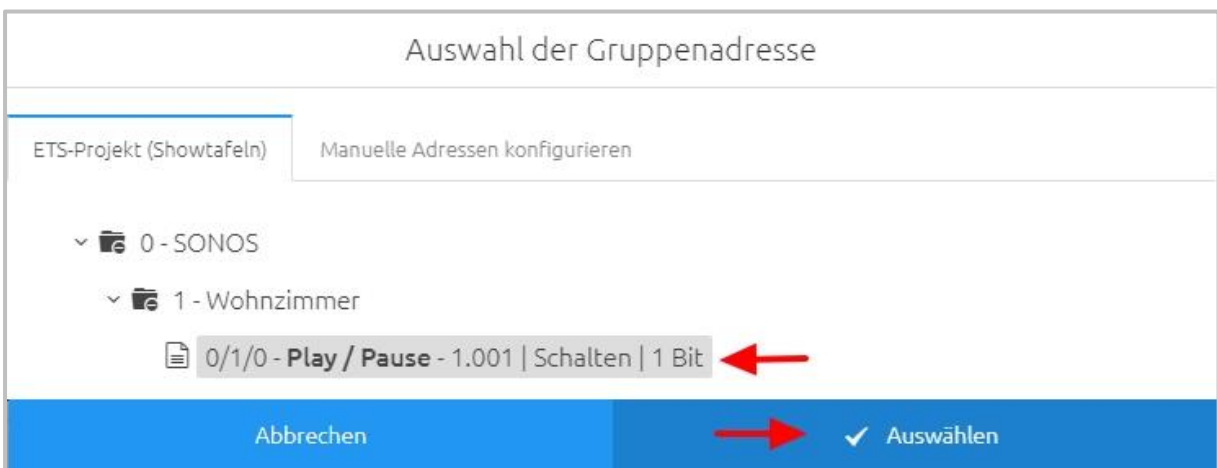 Auswahl der Gruppenadresse
ETS-Projekt (Showtafeln) Manuelle Adressen konfigurieren
0 - SONOS
1 - Wohnzimmer
0/1/0 - Play / Pause - 1.001 | Schalten | 1 Bit
Abbrechen Auswählen